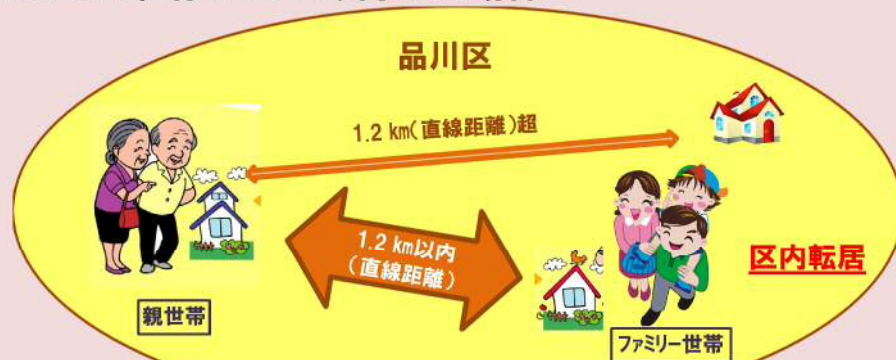 品川区
1.2 km(直線距離)超
1.2 km以内
(直線距離)
区内転居
親世帯
ファミリー世帯